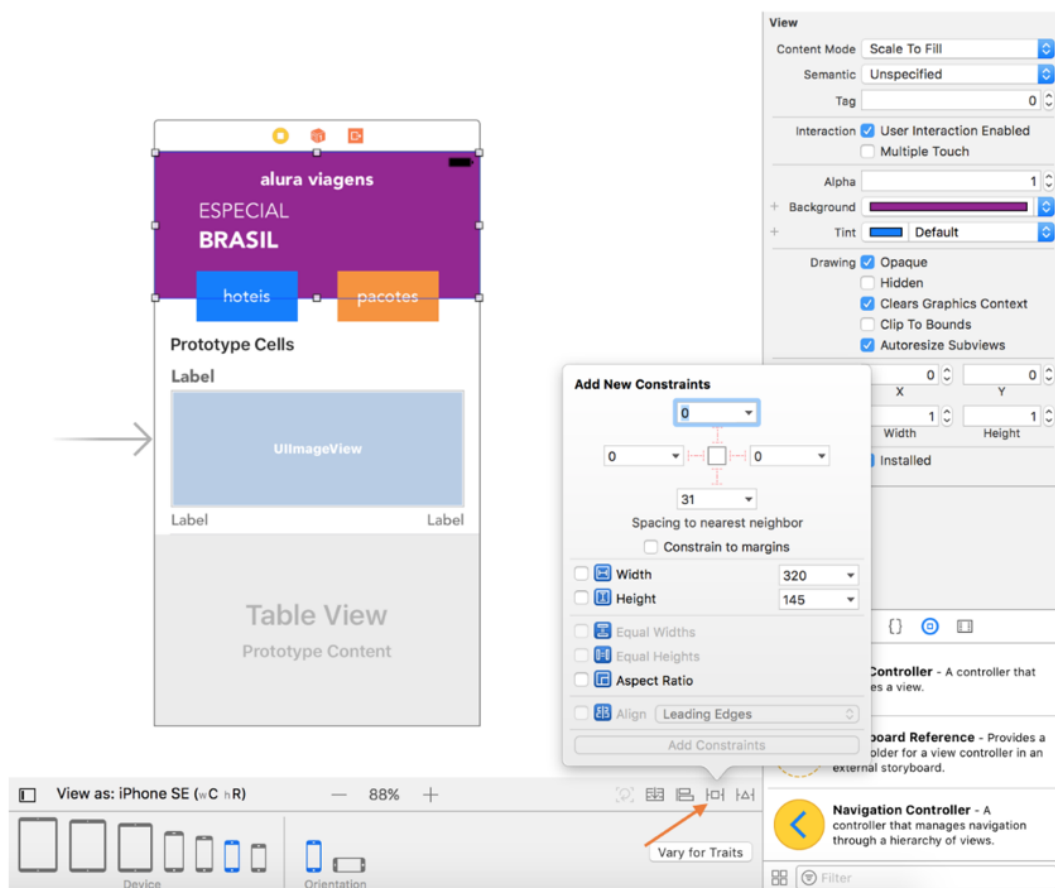 View
Content Mode Scale To Fill
Semantic Unspecified
Tag 0
Interaction User Interaction Enabled
Multiple Touch
Alpha 1
Background
Tint Default
Drawing Opaque
Hidden
Clears Graphics Context
Clip To Bounds
Autoresize Subviews
0 0
X Y
1 1
Width Height
Installed
alura viagens
ESPECIAL
BRASIL
hoteis pacotes
Prototype Cells
Label
UIImageView
Label Label
Table View
Prototype Content
Add New Constraints
0
0 0
31
Spacing to nearest neighbor
Constrain to margins
Width 320
Height 145
Equal Widths
Equal Heights
Aspect Ratio
Align Leading Edges
Add Constraints
{}
Controller - A controller that
a view.
Reference - Provides a
for a view controller in an
external storyboard.
Navigation Controller - A
controller that manages navigation
through a hierarchy of views.
View as: iPhone SE (wC hR) — 88% +
Vary for Traits
Device Orientation
Filter